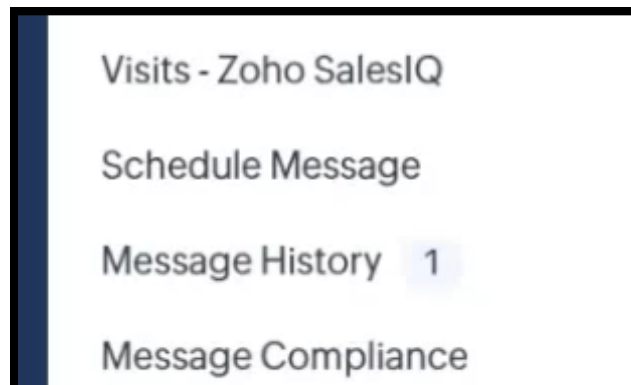 Visits - Zoho SalesIQ
Schedule Message
Message History 1
Message Compliance